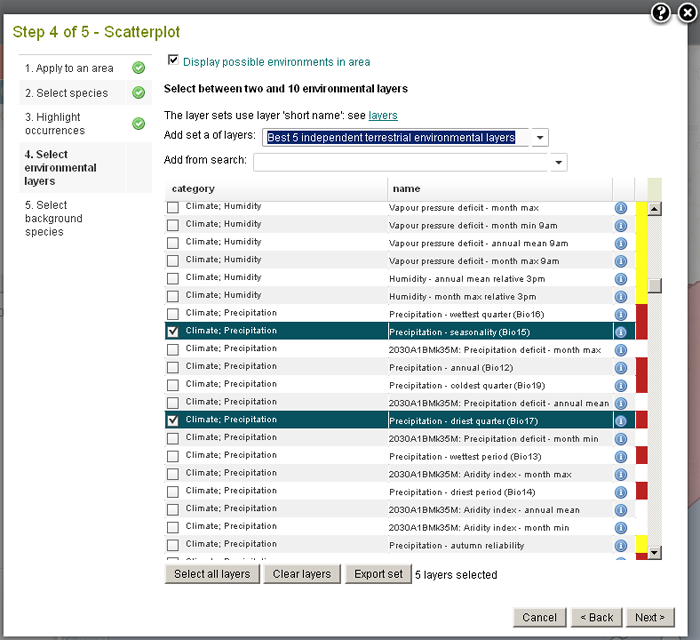 Step 4 of 5 - Scatterplot
1. Apply to an area
2. Select species
3. Highlight
occurrences
4. Select
environmental
layers
5. Select
background
species
Display possible environments in area
Select between two and 10 environmental layers
The layer sets use layer 'short name': see layers
Add set a of layers: Best 5 independent terrestrial environmental layers
Add from search:
category name
Climate; Humidity Vapour pressure deficit - month max
Climate; Humidity Vapour pressure deficit - month min 9am
Climate; Humidity Vapour pressure deficit - annual mean 9am
Climate; Humidity Vapour pressure deficit - month max 9am
Climate; Humidity Humidity - annual mean relative 3pm
Climate; Humidity Humidity - month max relative 3pm
Climate; Precipitation Precipitation - wettest quarter (Bio16)
Climate; Precipitation Precipitation - seasonality (Bio15)
Climate; Precipitation 2030A1BMk35M: Precipitation deficit - month max
Climate; Precipitation Precipitation - annual (Bio12)
Climate; Precipitation Precipitation - coldest quarter (Bio19)
Climate; Precipitation 2030A1BMk35M: Precipitation deficit - annual mean
Climate; Precipitation Precipitation - driest quarter (Bio17)
Climate; Precipitation 2030A1BMk35M: Precipitation deficit - month min
Climate; Precipitation Precipitation - wettest period (Bio13)
Climate; Precipitation 2030A1BMk35M: Aridity index - month max
Climate; Precipitation Precipitation - driest period (Bio14)
Climate; Precipitation 2030A1BMk35M: Aridity index - annual mean
Climate; Precipitation 2030A1BMk35M: Aridity index - month min
Climate; Precipitation Precipitation - autumn reliability
Select all layers Clear layers Export set 5 layers selected
Cancel < Back Next >